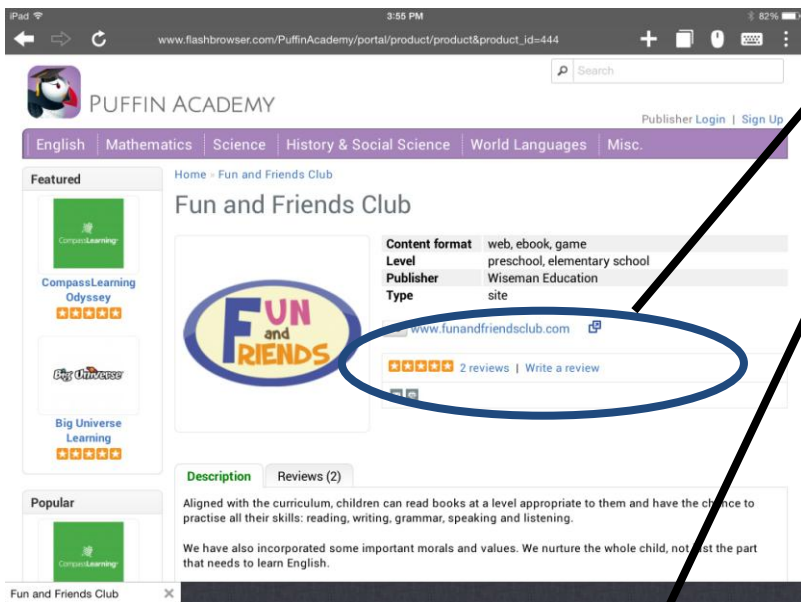 iPad 3:55 PM 82%
www.flashbrowser.com/PuffinAcademy/portal/product/product&product_id=444
Search
PUFFIN ACADEMY
Publisher Login | Sign Up
English Mathematics Science History & Social Science World Languages Misc.
Featured
Home » Fun and Friends Club
Fun and Friends Club
CompassLearning
CompassLearning
Odyssey
Big Universe
Big Universe
Learning
FUN
and
FRIENDS
Content format web, ebook, game
Level preschool, elementary school
Publisher Wiseman Education
Type site
www.funandfriendsclub.com
2 reviews | Write a review
Description Reviews (2)
Popular
CompassLearning
Aligned with the curriculum, children can read books at a level appropriate to them and have the chance to
practise all their skills: reading, writing, grammar, speaking and listening.
We have also incorporated some important morals and values. We nurture the whole child, not just the part
that needs to learn English.
Fun and Friends Club